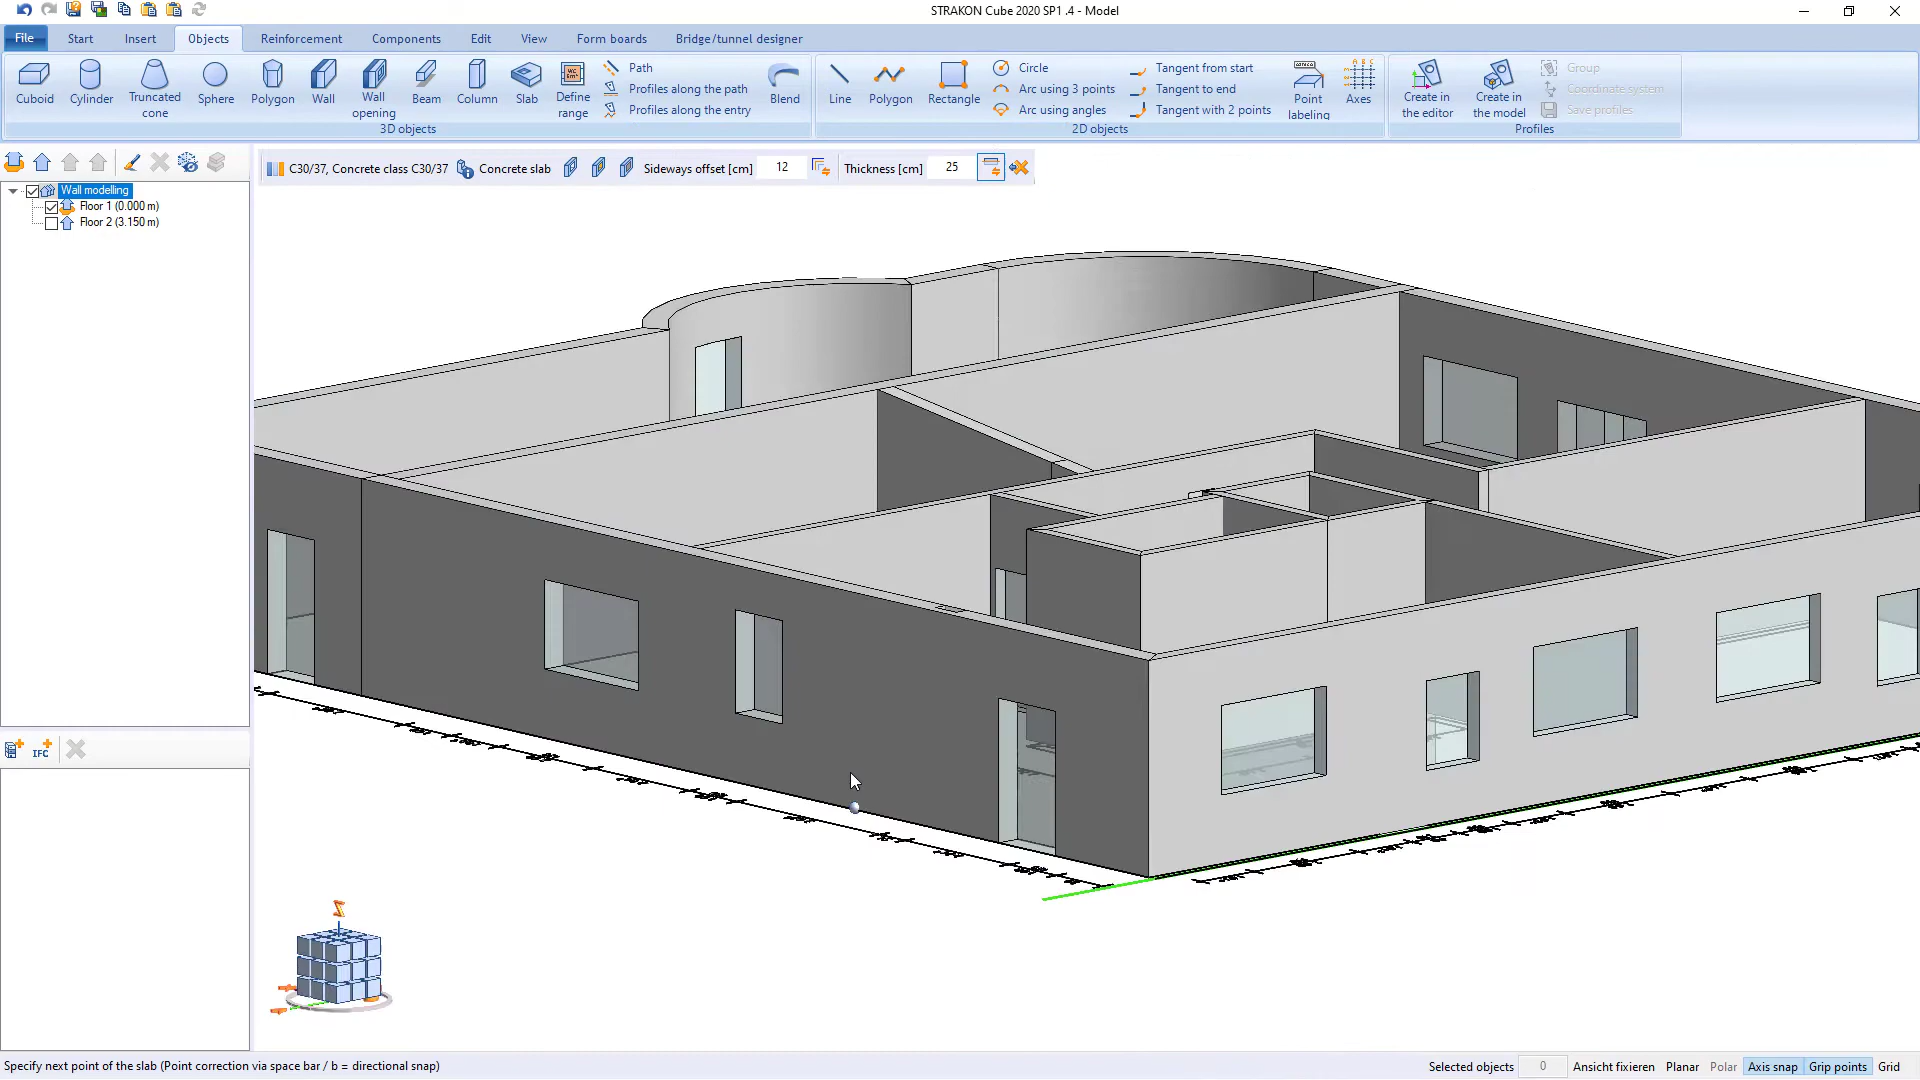 STRAKON Cube 2020 SP1 .4 - Model
File Start Insert Objects Reinforcement Components Edit View Form boards Bridge/tunnel designer
Cuboid Cylinder Truncated cone Sphere Polygon Wall Wall opening Beam Column Slab Define range
Path
Profiles along the path
Profiles along the entry
Blend
3D objects
Line Polygon Rectangle
Circle
Arc using 3 points
Arc using angles
Tangent from start
Tangent to end
Tangent with 2 points
Point labeling Axes
2D objects
Create in the editor Create in the model
Group
Coordinate system
Save profiles
Profiles
C30/37, Concrete class C30/37 Concrete slab Sideways offset [cm] 12 Thickness [cm] 25
Wall modelling
Floor 1 (0.000 m)
Floor 2 (3.150 m)
IFC
Z
Specify next point of the slab (Point correction via space bar / b = directional snap)
Selected objects 0 Ansicht fixieren Planar Polar Axis snap Grip points Grid